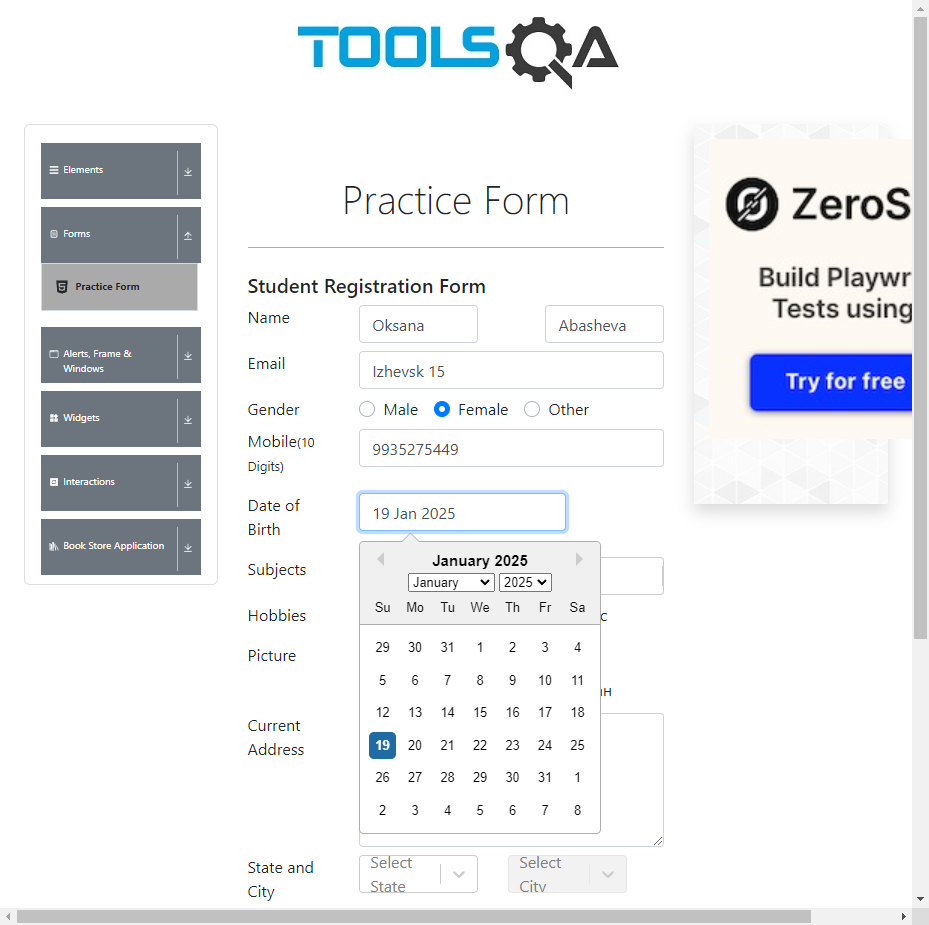 TOOLSQA
Elements
Forms
Practice Form
Alerts, Frame &
Windows
Widgets
Interactions
Book Store Application
Practice Form
Student Registration Form
Name
Oksana
Abasheva
Email
Izhevsk 15
Gender
Male
Female
Other
Mobile(10
Digits)
9935275449
Date of
Birth
19 Jan 2025
January 2025
January
2025
Su Mo Tu We Th Fr Sa
29 30 31 1 2 3 4
5 6 7 8 9 10 11
12 13 14 15 16 17 18
19 20 21 22 23 24 25
26 27 28 29 30 31 1
2 3 4 5 6 7 8
Subjects
Hobbies
c
Picture
н
Current
Address
State and
City
Select
State
Select
City
ZeroS
Build Playwr
Tests using
Try for free